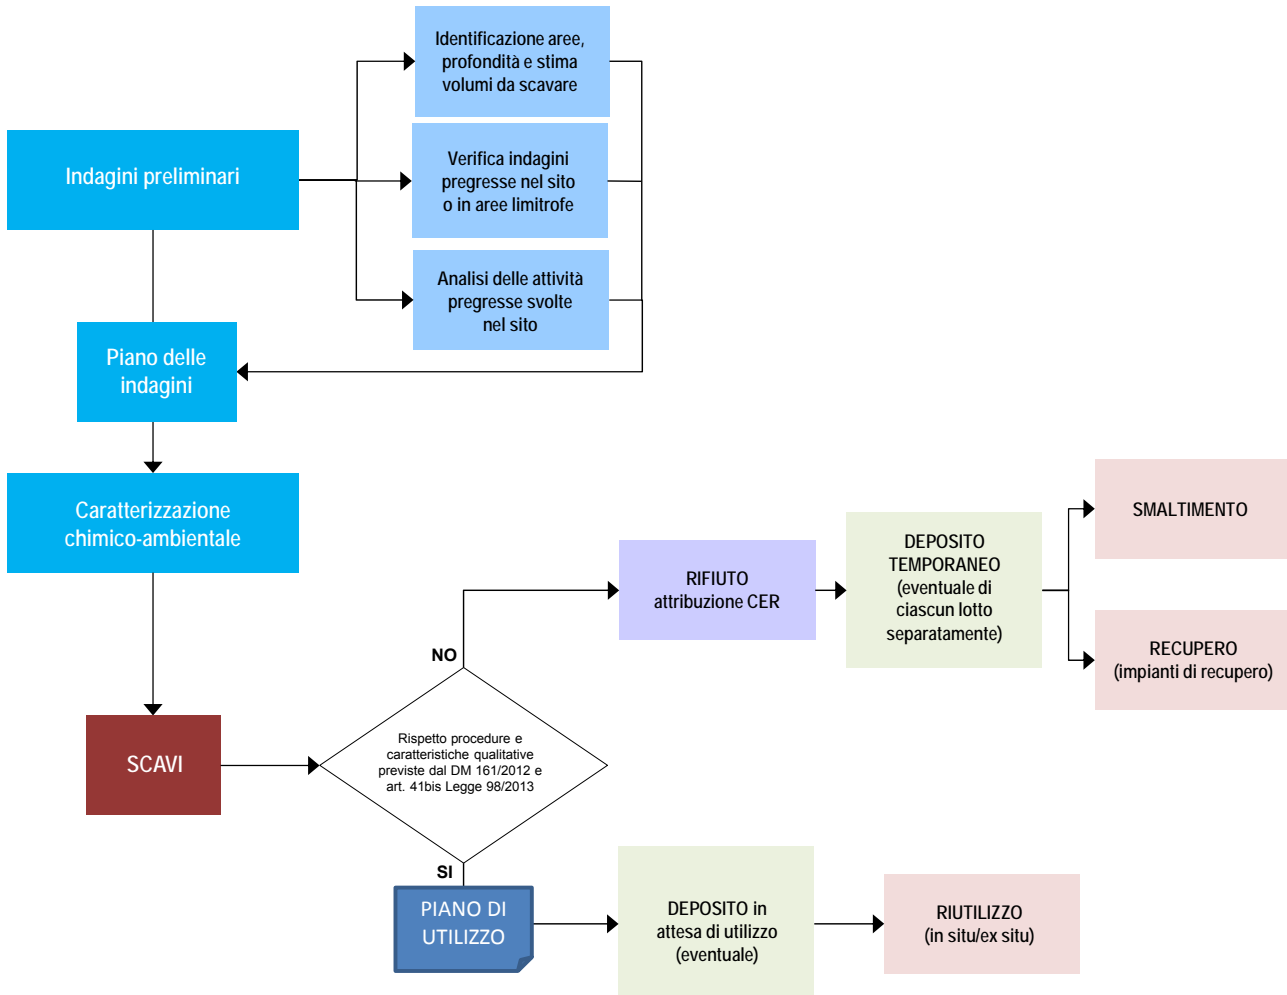 Identificazione aree,
profondità e stima
volumi da scavare
Indagini preliminari
Verifica indagini
pregresse nel sito
o in aree limitrofe
Analisi delle attività
pregresse svolte
nel sito
Piano delle
indagini
Caratterizzazione
chimico-ambientale
SCAVI
Rispetto procedure e
caratteristiche qualitative
previste dal DM 161/2012 e
art. 41bis Legge 98/2013
NO
RIFIUTO
attribuzione CER
DEPOSITO
TEMPORANEO
(eventuale di
ciascun lotto
separatamente)
SMALTIMENTO
RECUPERO
(impianti di recupero)
SI
PIANO DI
UTILIZZO
DEPOSITO in
attesa di utilizzo
(eventuale)
RIUTILIZZO
(in situ/ex situ)